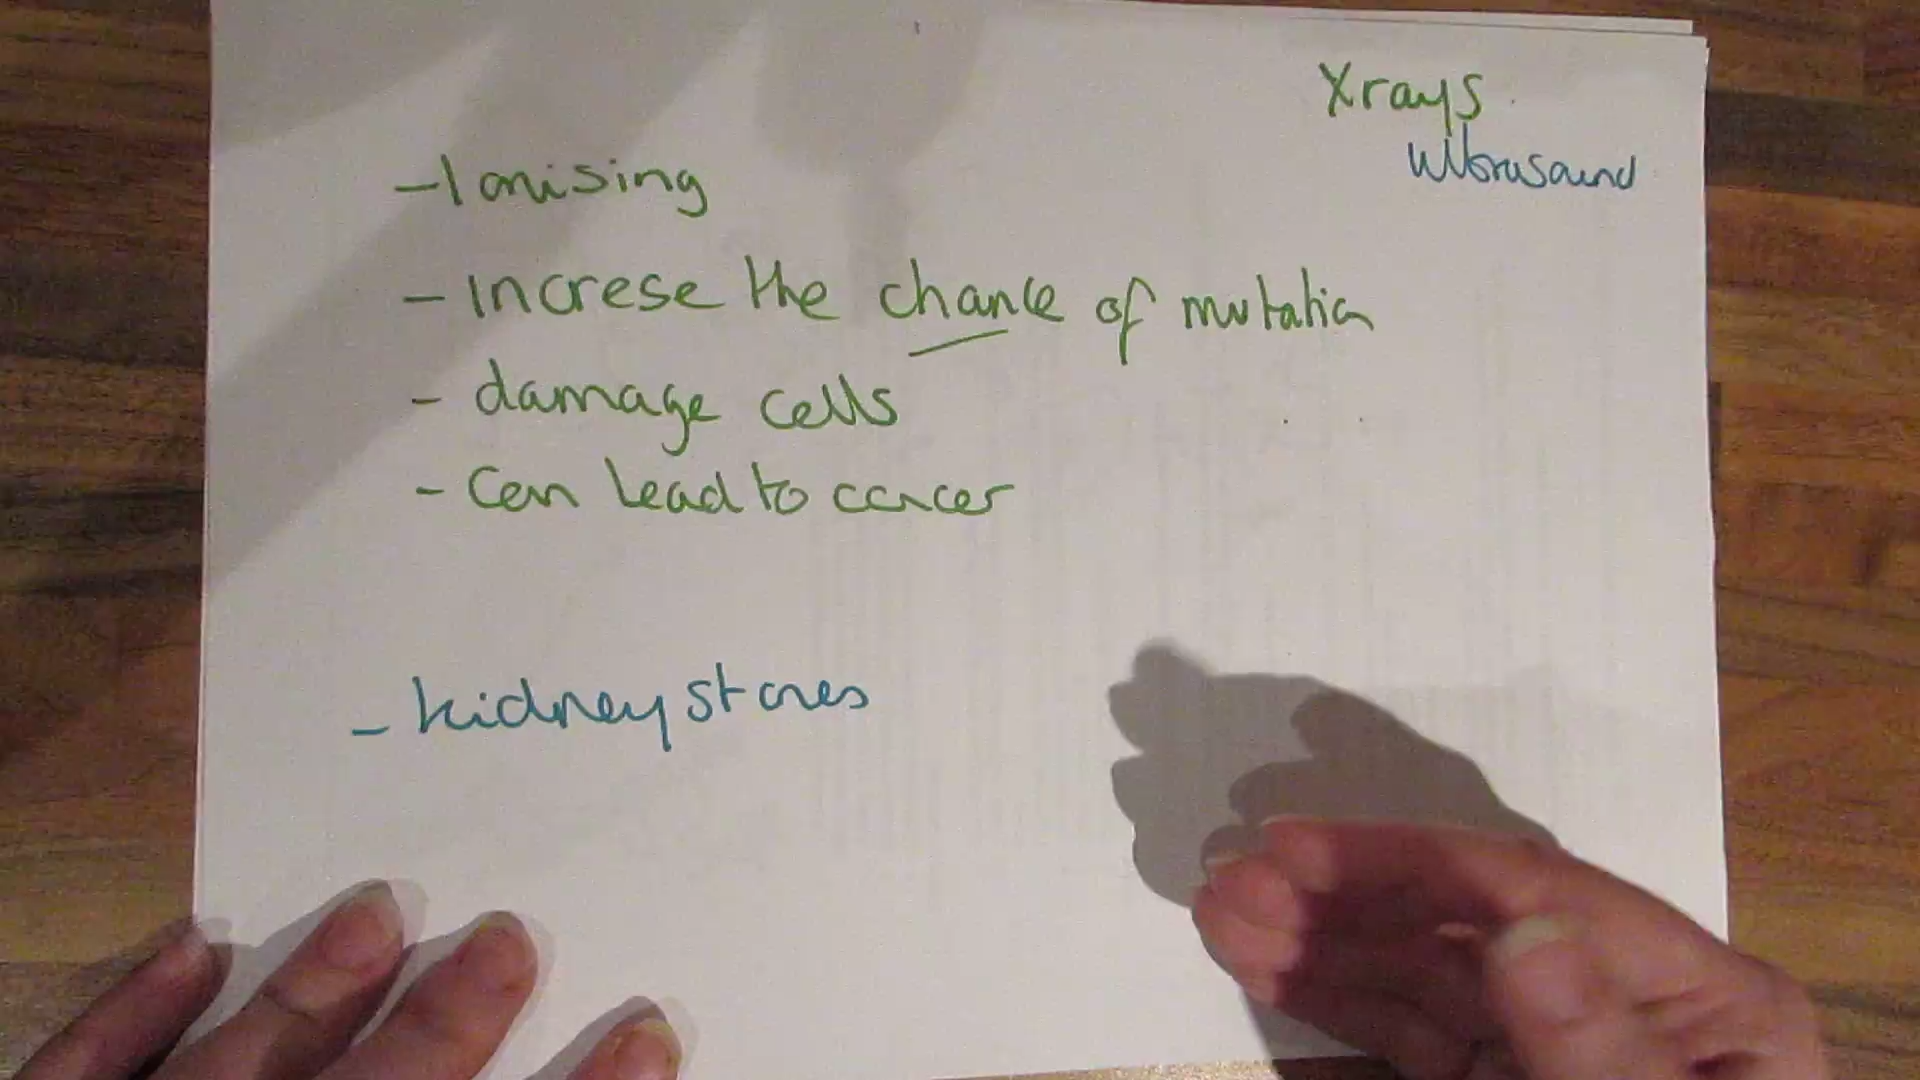 Xrays
Ultrasound
- Ionising
- increse the chance of mutation
- damage cells
- Can lead to cancer
- kidney stones